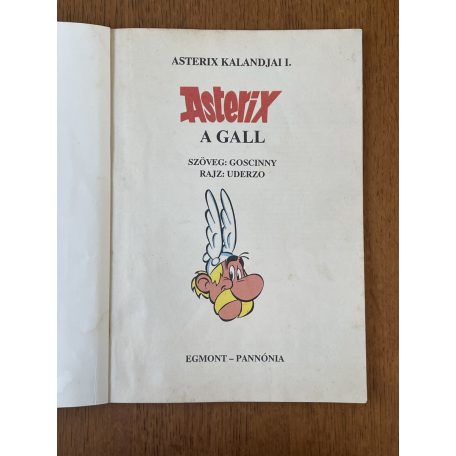 ASTERIX KALANDJAI I.
Asterix
A GALL
SZÖVEG: GOSCINNY
RAJZ: UDERZO
EGMONT – PANNÓNIA